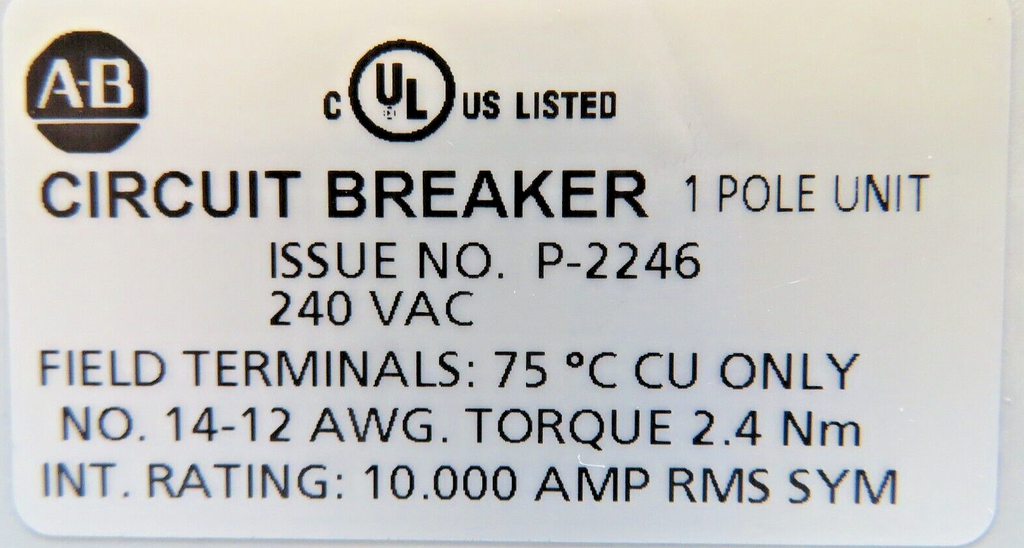 A-B
C UL US LISTED
CIRCUIT BREAKER 1 POLE UNIT
ISSUE NO. P-2246
240 VAC
FIELD TERMINALS: 75 °C CU ONLY
NO. 14-12 AWG. TORQUE 2.4 Nm
INT. RATING: 10.000 AMP RMS SYM